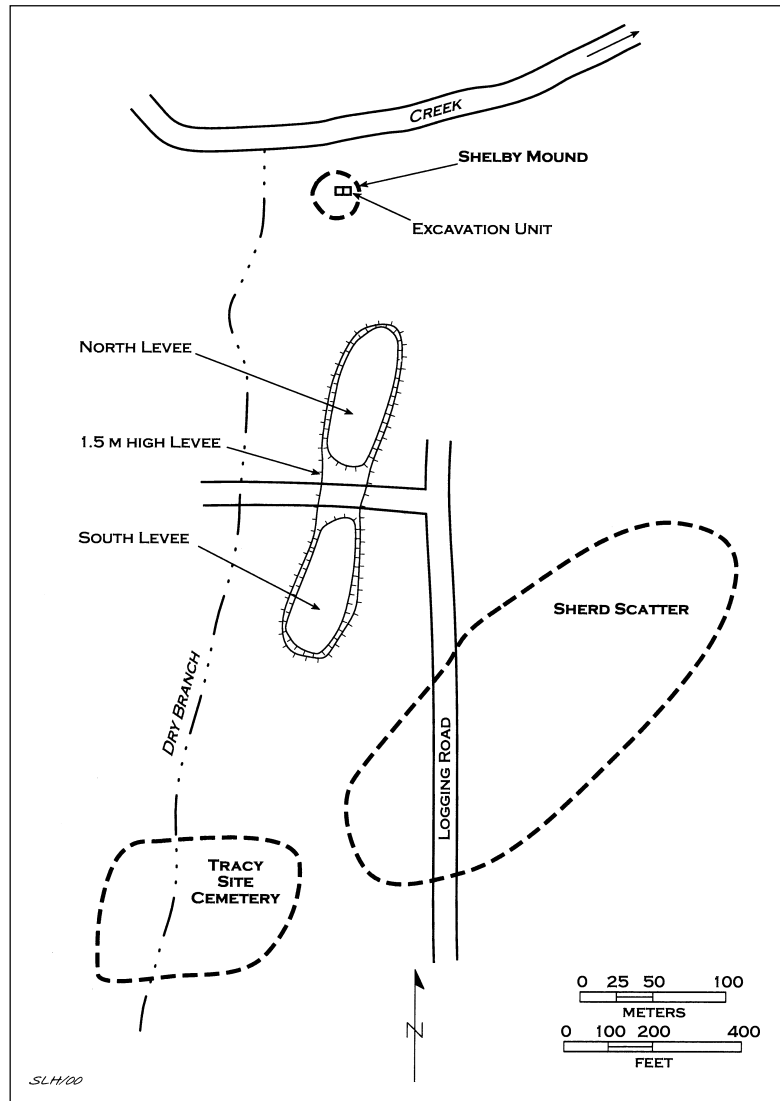 CREEK
SHELBY MOUND
EXCAVATION UNIT
NORTH LEVEE
1.5 M HIGH LEVEE
SOUTH LEVEE
SHERD SCATTER
DRY BRANCH
LOGGING ROAD
TRACY
SITE
CEMETERY
N
0 25 50 100
METERS
0 100 200 400
FEET
SLH/00